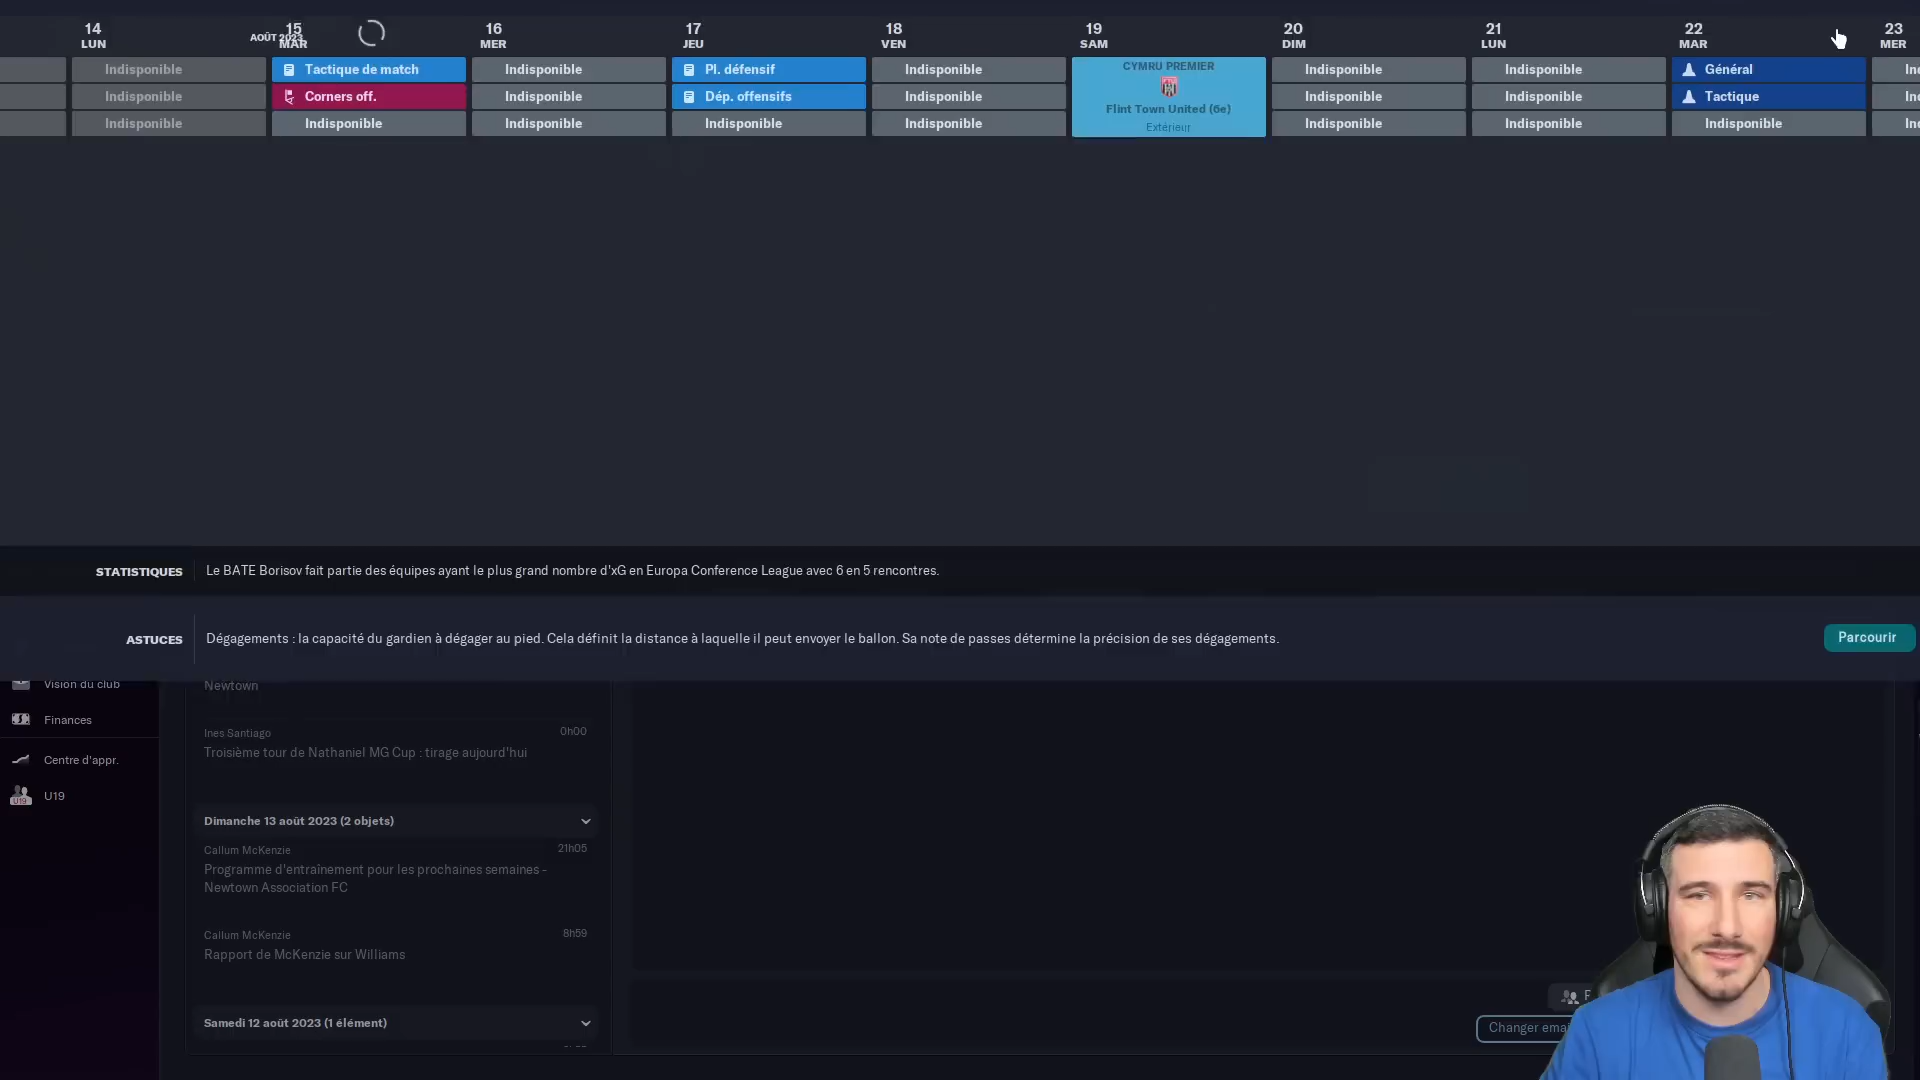 14
LUN
AOÛT 2023
15
MAR
16
MER
17
JEU
18
VEN
19
SAM
20
DIM
21
LUN
22
MAR
23
MER
Indisponible
Indisponible
Indisponible
Tactique de match
Corners off.
Indisponible
Indisponible
Indisponible
Indisponible
Pl. défensif
Dép. offensifs
Indisponible
Indisponible
Indisponible
Indisponible
CYMRU PREMIER
Flint Town United (6e)
Extérieur
Indisponible
Indisponible
Indisponible
Indisponible
Indisponible
Indisponible
Général
Tactique
Indisponible
STATISTIQUES
Le BATE Borisov fait partie des équipes ayant le plus grand nombre d'xG en Europa Conference League avec 6 en 5 rencontres.
ASTUCES
Dégagements : la capacité du gardien à dégager au pied. Cela définit la distance à laquelle il peut envoyer le ballon. Sa note de passes détermine la précision de ses dégagements.
Parcourir
Vision du club
Finances
Centre d'appr.
U19
Newtown
Ines Santiago
0h00
Troisième tour de Nathaniel MG Cup : tirage aujourd'hui
Dimanche 13 août 2023 (2 objets)
Callum McKenzie
21h05
Programme d'entraînement pour les prochaines semaines -
Newtown Association FC
Callum McKenzie
8h59
Rapport de McKenzie sur Williams
Samedi 12 août 2023 (1 élément)
Changer